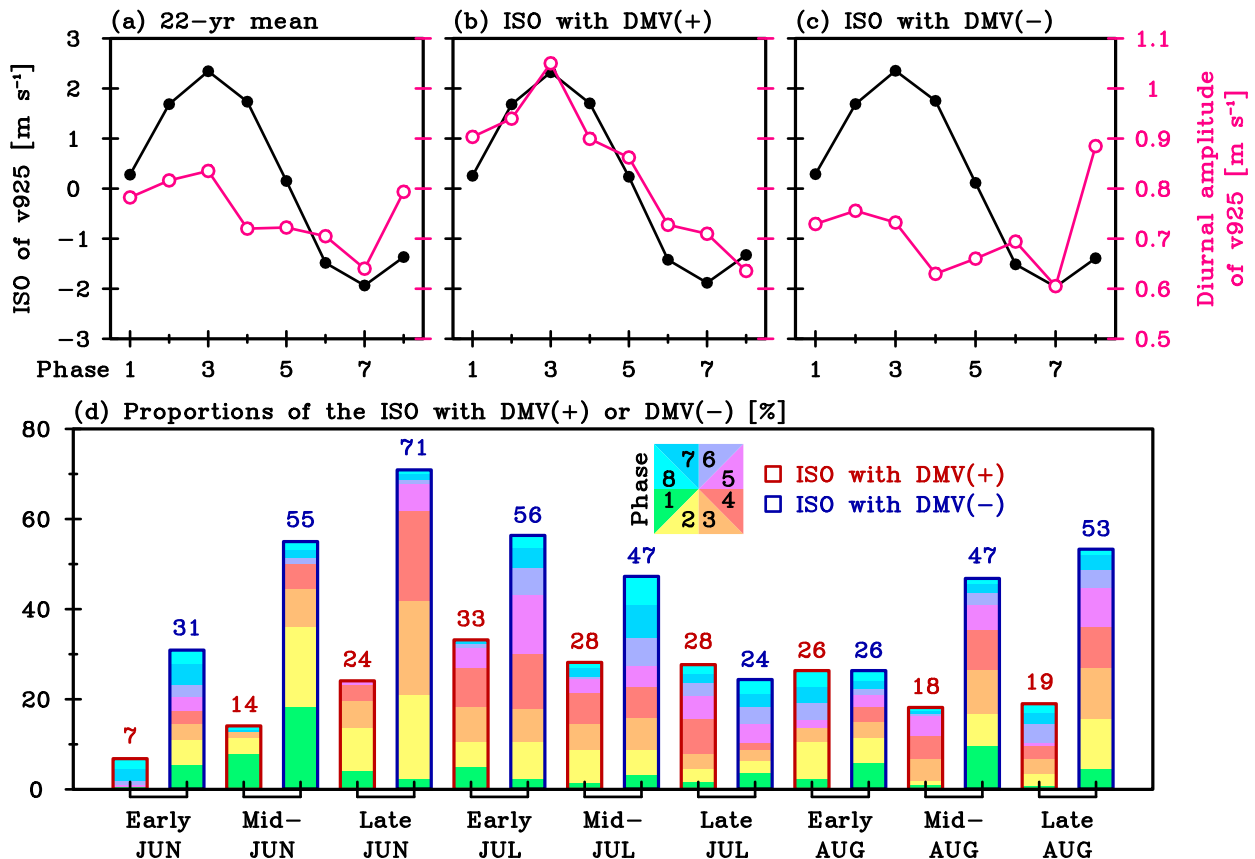 (a) 22-yr mean
(b) ISO with DMV(+)
(c) ISO with DMV(-)
ISO of v925 [m s⁻¹]
3
2
1
0
-1
-2
-3
1.1
1
0.9
0.8
0.7
0.6
0.5
Diurnal amplitude
of v925 [m s⁻¹]
Phase 1 3 5 7
1 3 5 7
1 3 5 7
(d) Proportions of the ISO with DMV(+) or DMV(-) [%]
80
60
40
20
0
7 31
14 55
24 71
33 56
28 47
28 24
26 26
18 47
19 53
Phase
7 6
8 5
1 4
2 3
ISO with DMV(+)
ISO with DMV(-)
Early Mid- Late Early Mid- Late Early Mid- Late
JUN JUN JUN JUL JUL JUL AUG AUG AUG